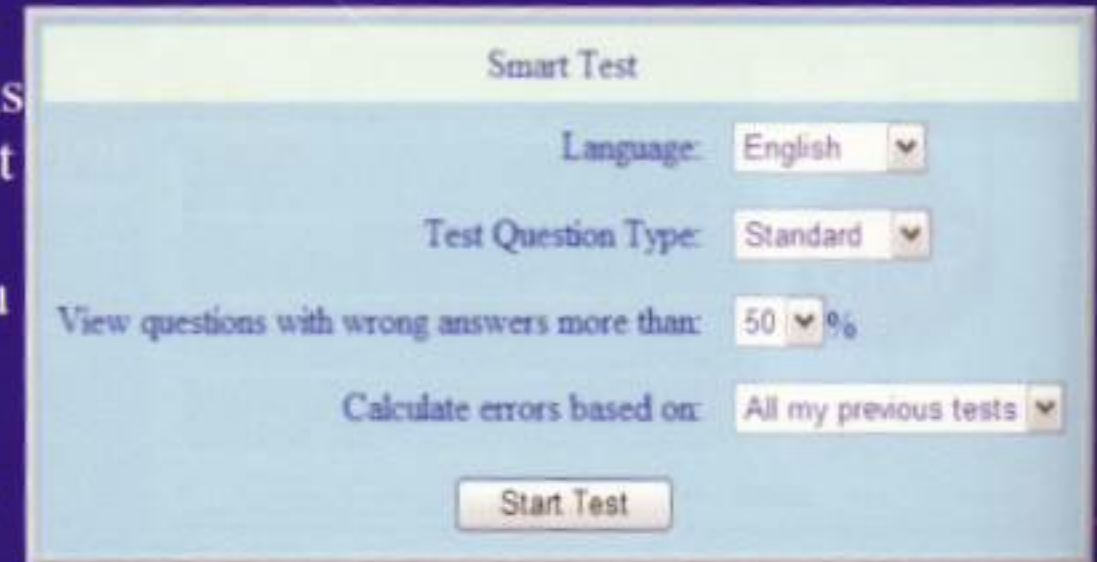 Smart Test
Language: English
Test Question Type: Standard
View questions with wrong answers more than: 50 %
Calculate errors based on: All my previous tests
Start Test